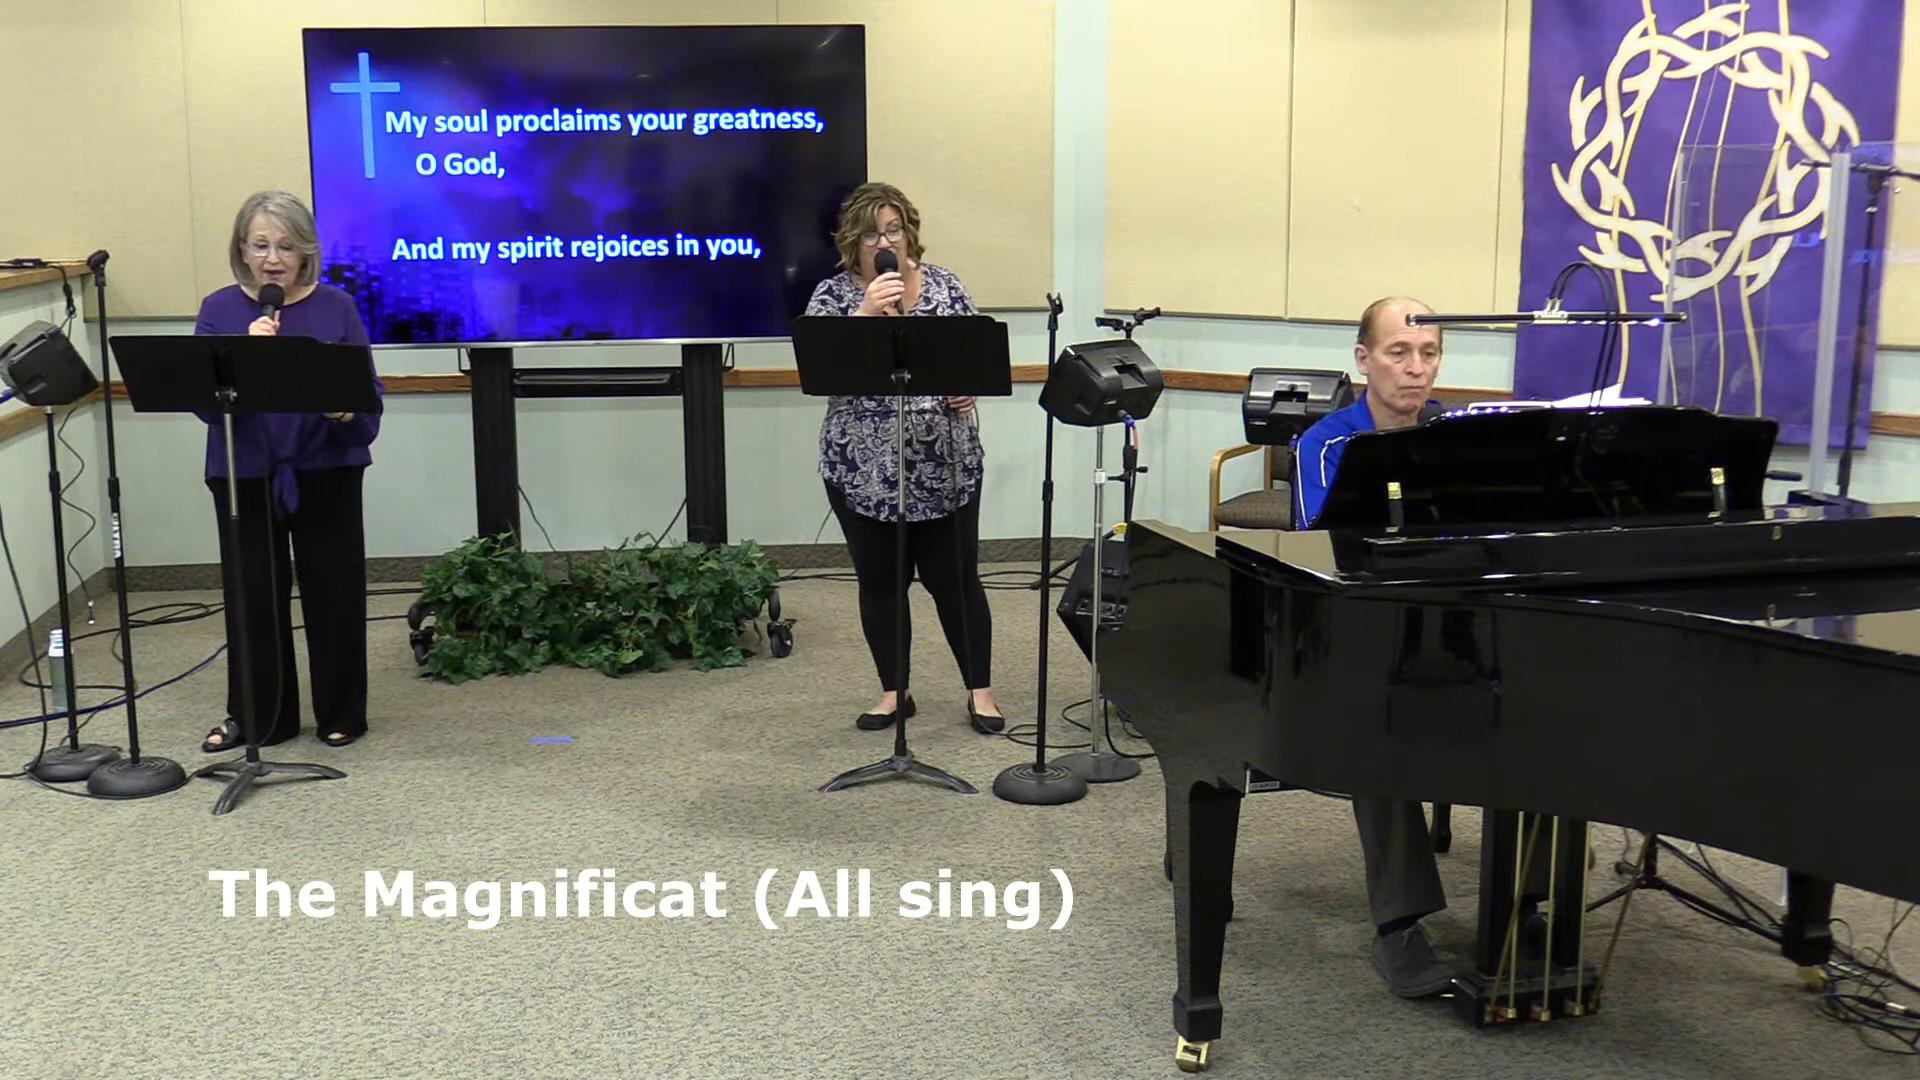 My soul proclaims your greatness,
O God,
And my spirit rejoices in you,
The Magnificat (All sing)